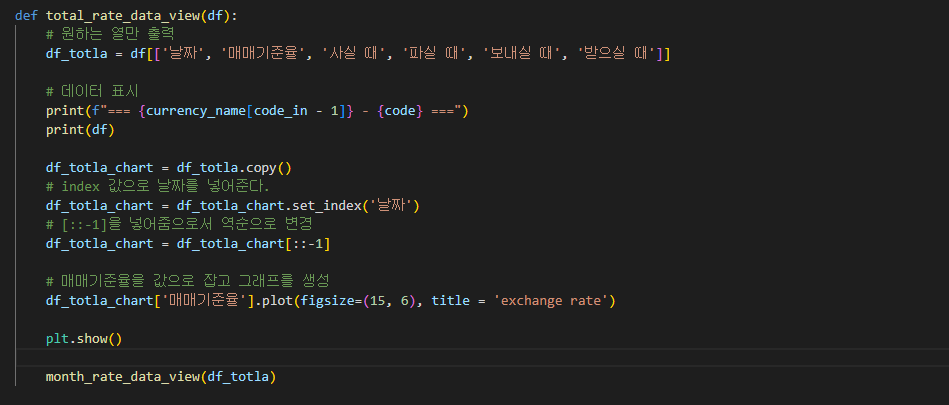 def total_rate_data_view(df):
# 원하는 열만 출력
df_totla = df[['날짜', '매매기준율', '사실 때', '파실 때', '보내실 때', '받으실 때']]
# 데이터 표시
print(f"=== {currency_name[code_in - 1]} - {code} ===")
print(df)
df_totla_chart = df_totla.copy()
# index 값으로 날짜를 넣어준다.
df_totla_chart = df_totla_chart.set_index('날짜')
# [::-1]을 넣어줌으로서 역순으로 변경
df_totla_chart = df_totla_chart[::-1]
# 매매기준율을 값으로 잡고 그래프를 생성
df_totla_chart['매매기준율'].plot(figsize=(15, 6), title = 'exchange rate')
plt.show()
month_rate_data_view(df_totla)